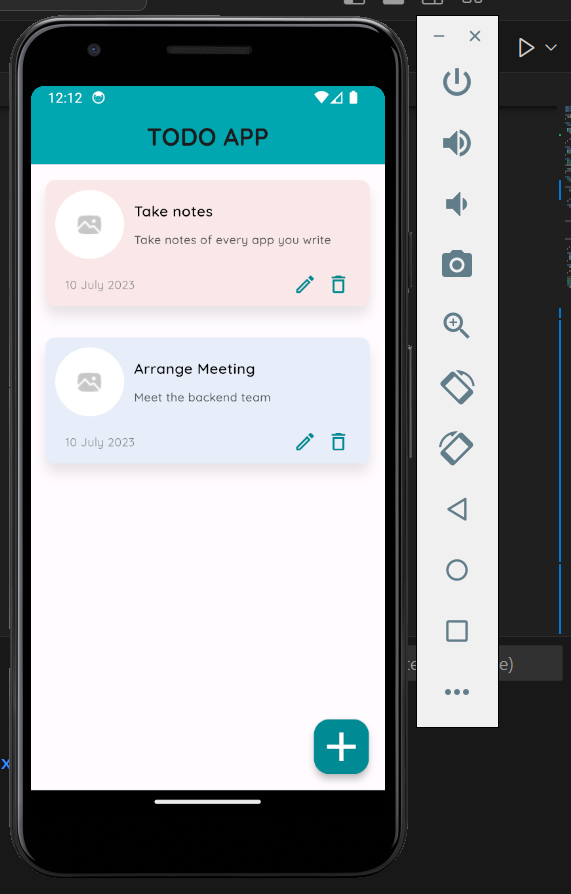 12:12
TODO APP
Take notes
Take notes of every app you write
10 July 2023
Arrange Meeting
Meet the backend team
10 July 2023
e)
x